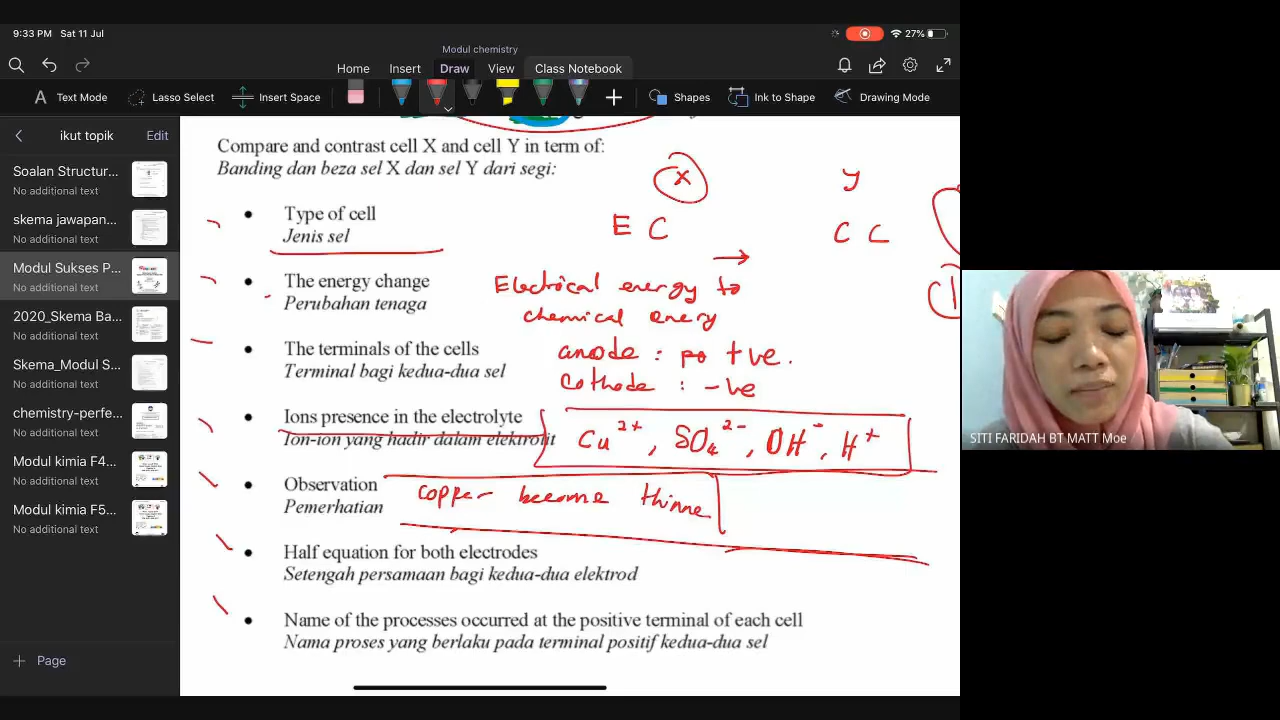 9:33 PM Sat 11 Jul
27%
Modul chemistry
Home Insert Draw View Class Notebook
Text Mode Lasso Select Insert Space Shapes Ink to Shape Drawing Mode
ikut topik Edit
Soalan Structur...
No additional text
skema jawapan...
No additional text
Modul Sukses P...
No additional text
2020_Skema Ba...
No additional text
Skema_Modul S...
No additional text
chemistry-perfe...
No additional text
Modul kimia F4...
No additional text
Modul kimia F5...
No additional text
Page
Compare and contrast cell X and cell Y in term of:
Banding dan beza sel X dan sel Y dari segi:
X Y
• Type of cell
Jenis sel
E C C C
• The energy change
Perubahan tenaga
Electrical energy to
chemical energy
• The terminals of the cells
Terminal bagi kedua-dua sel
anode : po +ve.
Cathode : -ve
• Ions presence in the electrolyte
Ion-ion yang hadir dalam elektrolit
Cu²⁺, SO₄²⁻, OH⁻, H⁺
• Observation
Pemerhatian
copper become thinne
• Half equation for both electrodes
Setengah persamaan bagi kedua-dua elektrod
• Name of the processes occurred at the positive terminal of each cell
Nama proses yang berlaku pada terminal positif kedua-dua sel
SITI FARIDAH BT MATT Moe